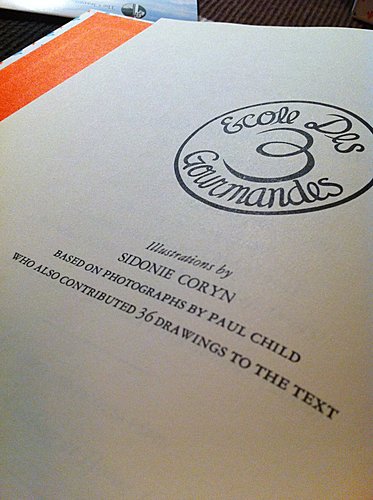 Ecole Des
3
Gourmandes
Illustrations by
SIDONIE CORYN
BASED ON PHOTOGRAPHS BY PAUL CHILD
WHO ALSO CONTRIBUTED 36 DRAWINGS TO THE TEXT